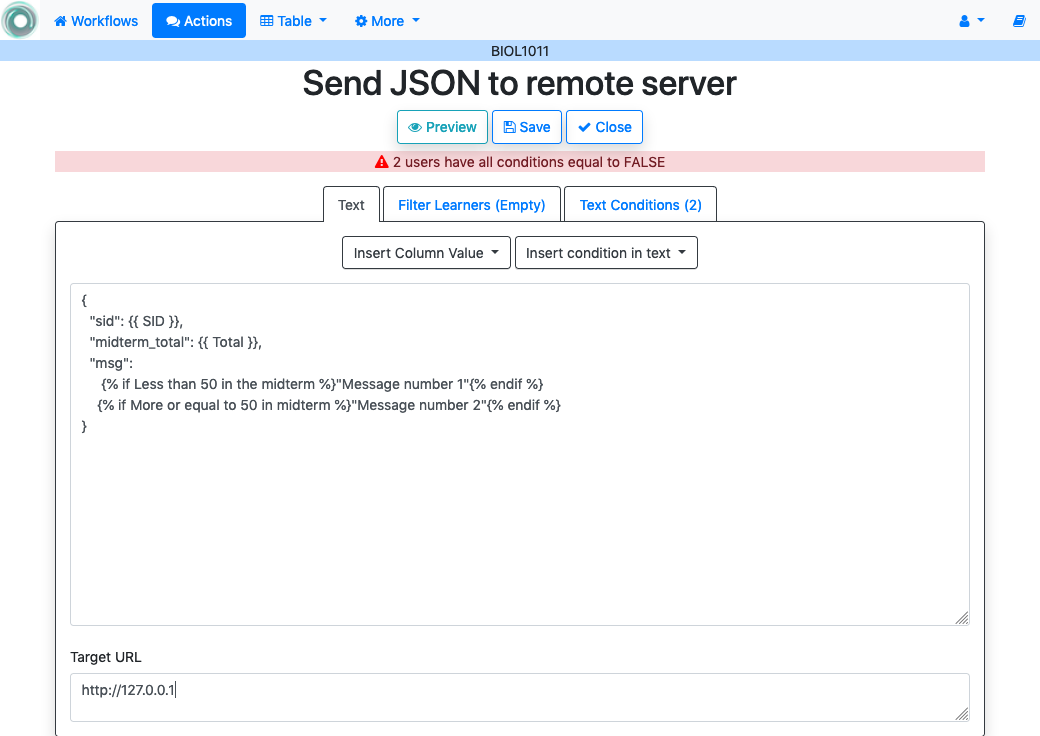 Workflows Actions Table More
BIOL1011
Send JSON to remote server
Preview Save Close
2 users have all conditions equal to FALSE
Text Filter Learners (Empty) Text Conditions (2)
Insert Column Value Insert condition in text
{
"sid": {{ SID }},
"midterm_total": {{ Total }},
"msg":
{% if Less than 50 in the midterm %}"Message number 1"{% endif %}
{% if More or equal to 50 in midterm %}"Message number 2"{% endif %}
}
Target URL
http://127.0.0.1